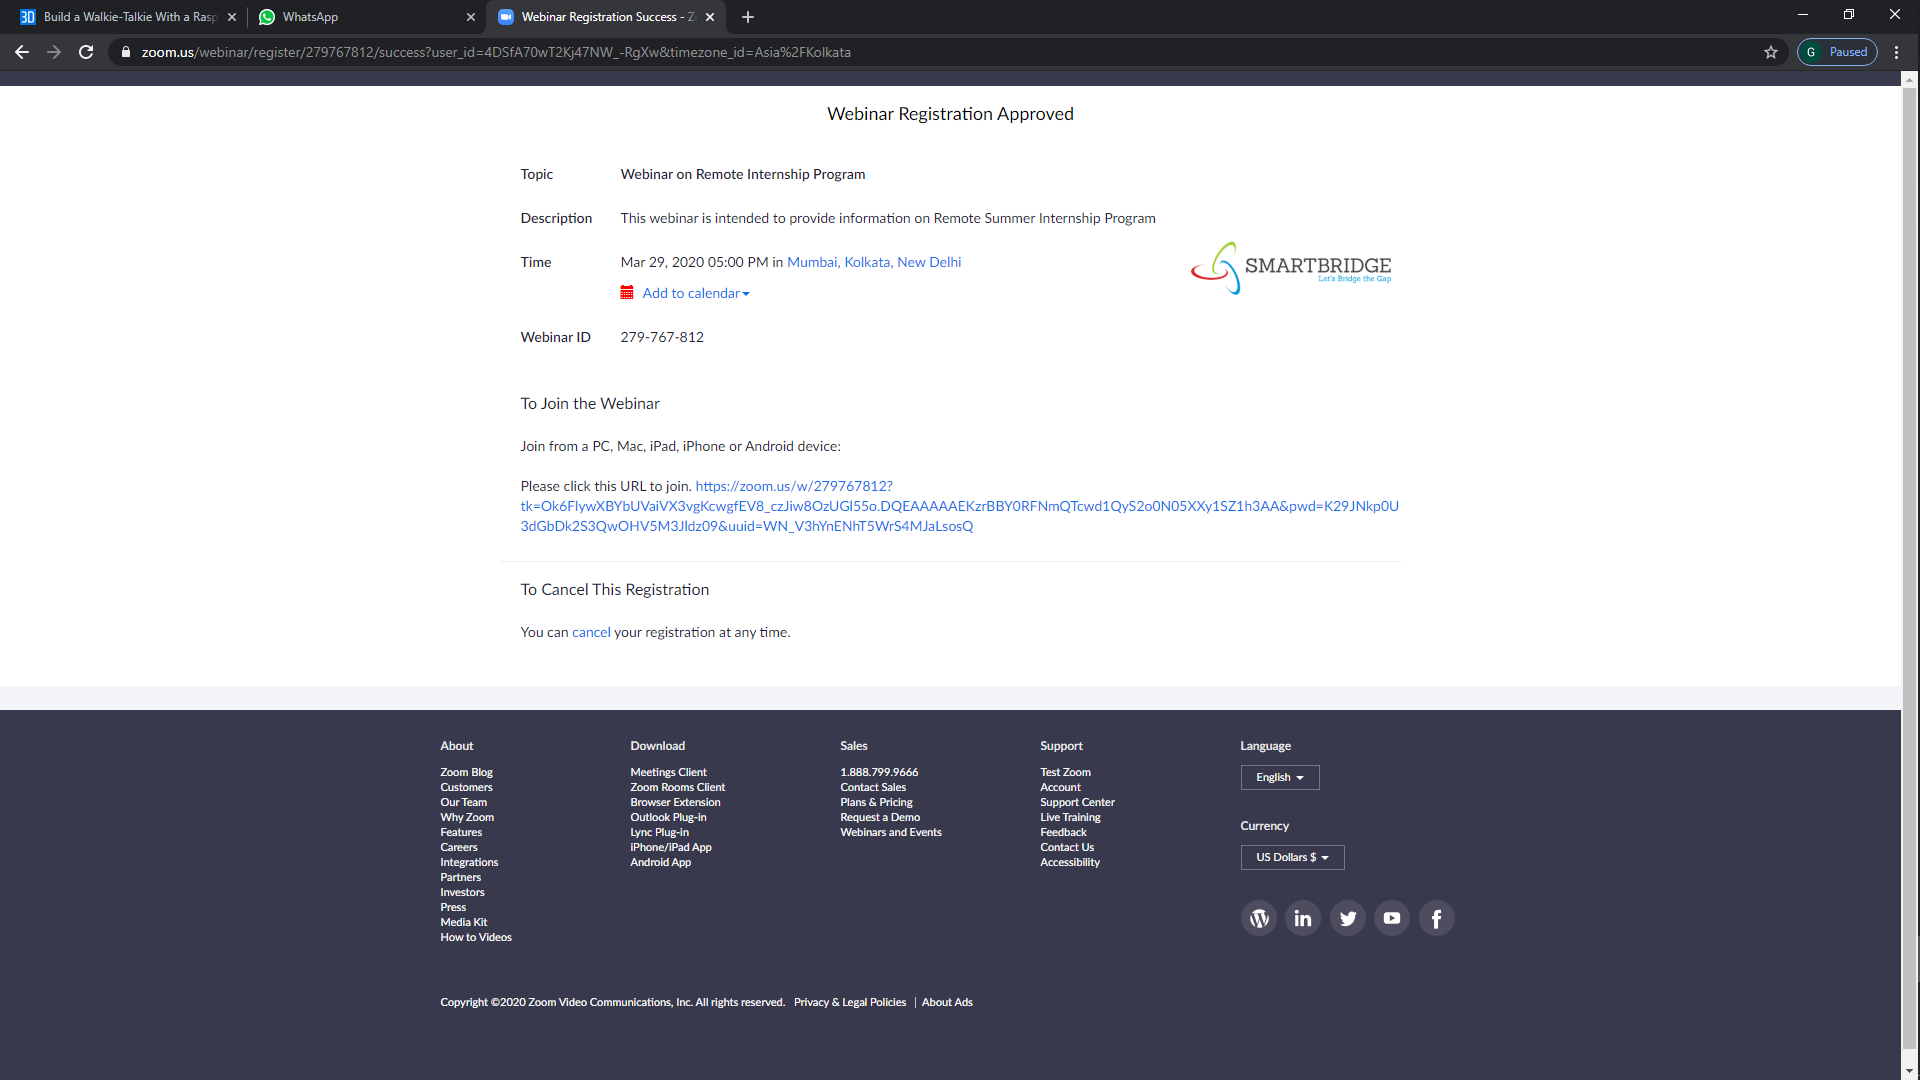 Build a Walkie-Talkie With a Rasp
WhatsApp
Webinar Registration Success - Z
zoom.us/webinar/register/279767812/success?user_id=4DSfA70wT2Kj47NW_-RgXw&timezone_id=Asia%2FKolkata
G Paused
Webinar Registration Approved
Topic Webinar on Remote Internship Program
Description This webinar is intended to provide information on Remote Summer Internship Program
Time Mar 29, 2020 05:00 PM in Mumbai, Kolkata, New Delhi
Add to calendar
SMARTBRIDGE
Let's Bridge the Gap
Webinar ID 279-767-812
To Join the Webinar
Join from a PC, Mac, iPad, iPhone or Android device:
Please click this URL to join. https://zoom.us/w/279767812?
tk=Ok6FlywXBYbUVaiVX3vgKcwgfEV8_czJiw8OzUGl55o.DQEAAAAAEKzrBBY0RFNmQTcwd1QyS2o0N05XXy1SZ1h3AA&pwd=K29JNkp0U
3dGbDk2S3QwOHV5M3JIdz09&uuid=WN_V3hYnENhT5WrS4MJaLsosQ
To Cancel This Registration
You can cancel your registration at any time.
About
Zoom Blog
Customers
Our Team
Why Zoom
Features
Careers
Integrations
Partners
Investors
Press
Media Kit
How to Videos
Download
Meetings Client
Zoom Rooms Client
Browser Extension
Outlook Plug-in
Lync Plug-in
iPhone/iPad App
Android App
Sales
1.888.799.9666
Contact Sales
Plans & Pricing
Request a Demo
Webinars and Events
Support
Test Zoom
Account
Support Center
Live Training
Feedback
Contact Us
Accessibility
Language
English
Currency
US Dollars $
Copyright ©2020 Zoom Video Communications, Inc. All rights reserved. Privacy & Legal Policies | About Ads